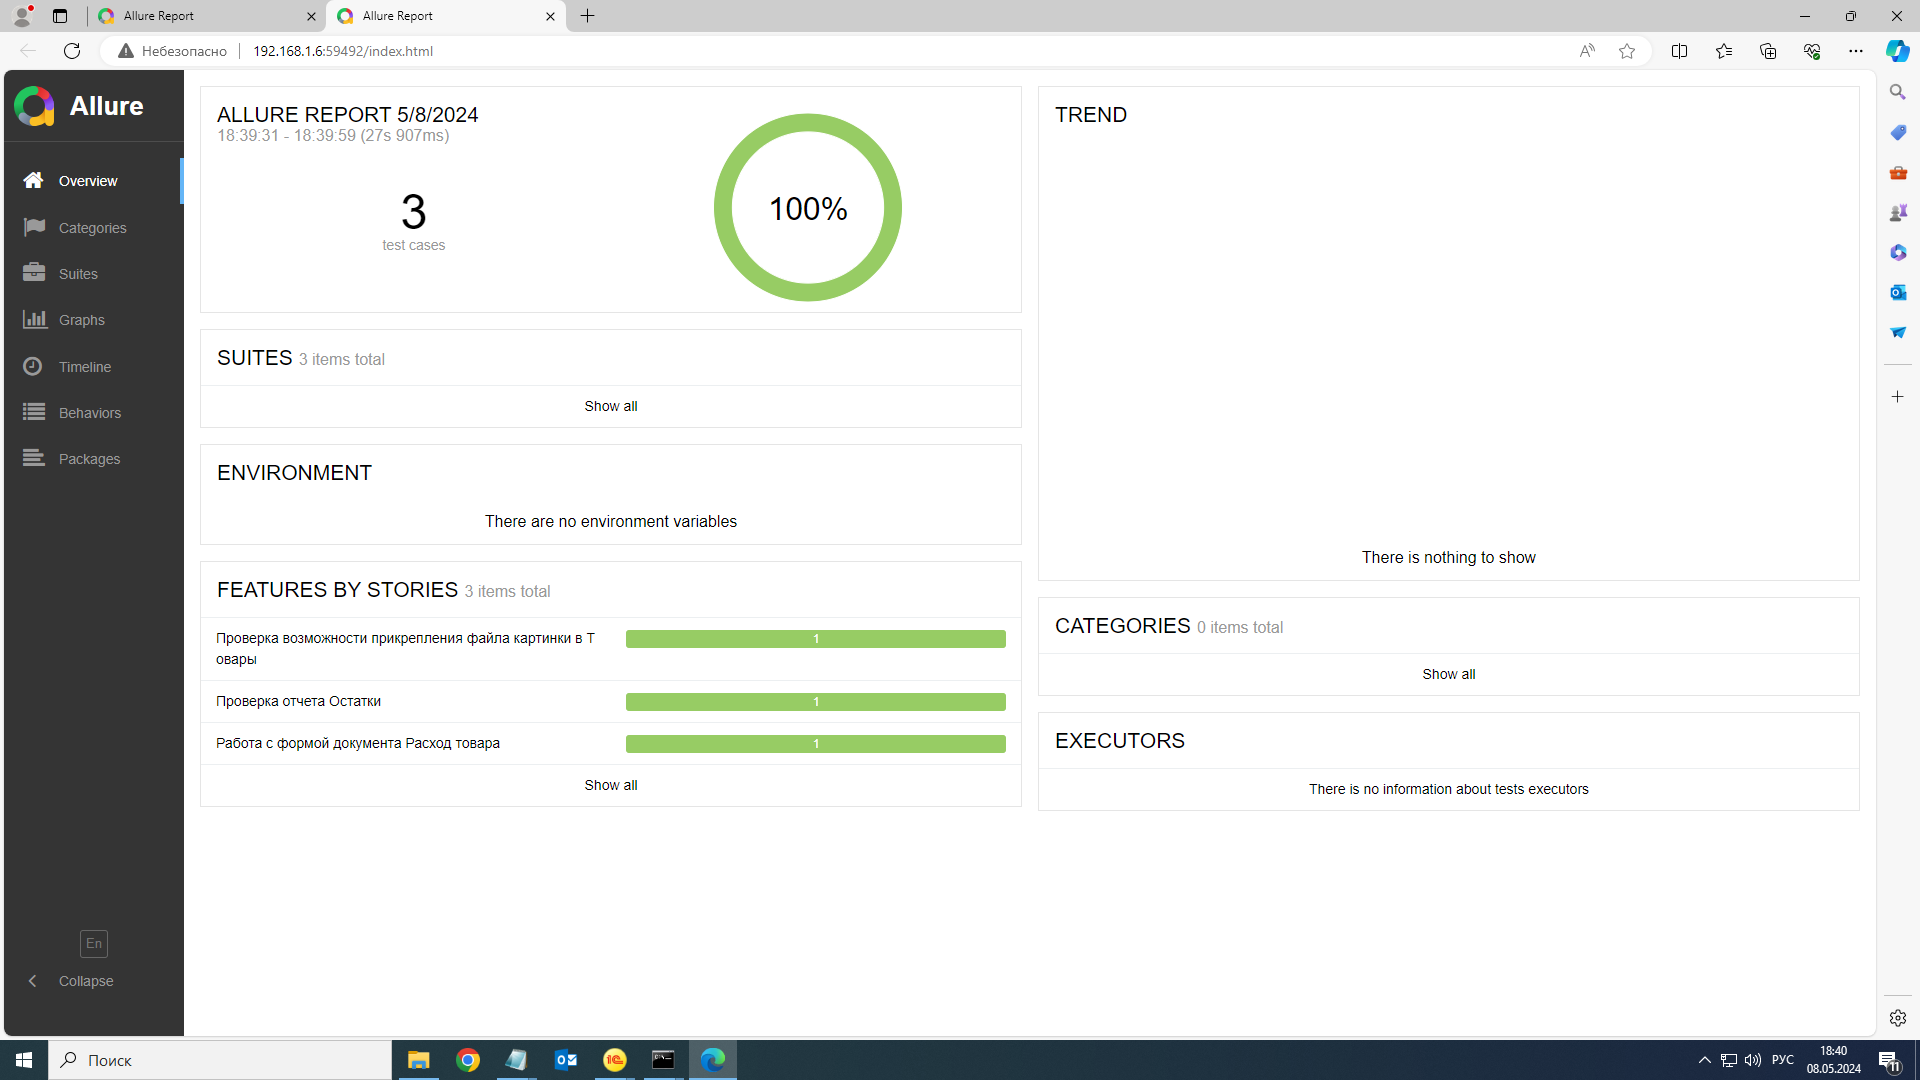 Allure Report
Allure Report
Небезопасно
192.168.1.6:59492/index.html
Allure
Overview
Categories
Suites
Graphs
Timeline
Behaviors
Packages
En
Collapse
ALLURE REPORT 5/8/2024
18:39:31 - 18:39:59 (27s 907ms)
3
test cases
100%
SUITES 3 items total
Show all
ENVIRONMENT
There are no environment variables
FEATURES BY STORIES 3 items total
Проверка возможности прикрепления файла картинки в Т
овары
1
Проверка отчета Остатки
1
Работа с формой документа Расход товара
1
Show all
TREND
There is nothing to show
CATEGORIES 0 items total
Show all
EXECUTORS
There is no information about tests executors
Поиск
РУС
18:40
08.05.2024
11